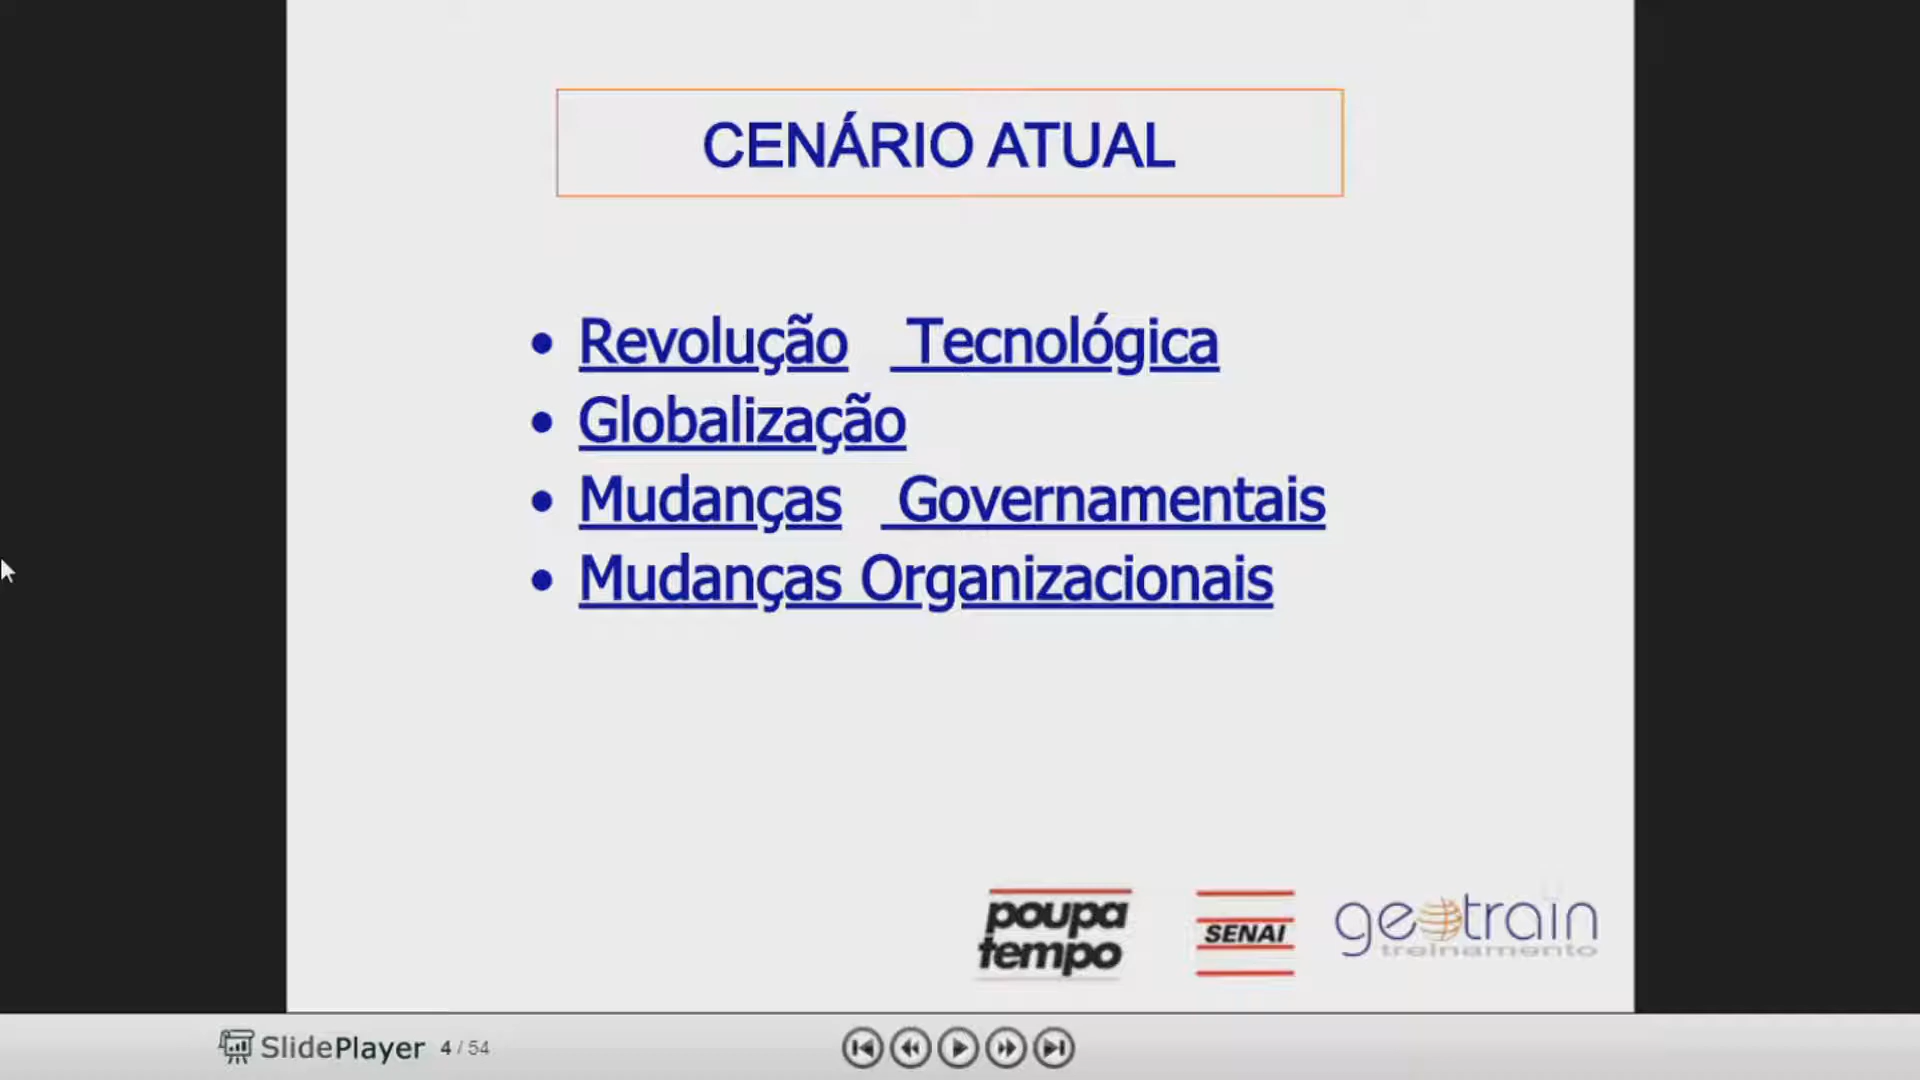 CENÁRIO ATUAL
• Revolução Tecnológica
• Globalização
• Mudanças Governamentais
• Mudanças Organizacionais
poupa
tempo
SENAI
geotrain
treinamento
SlidePlayer 4 / 54